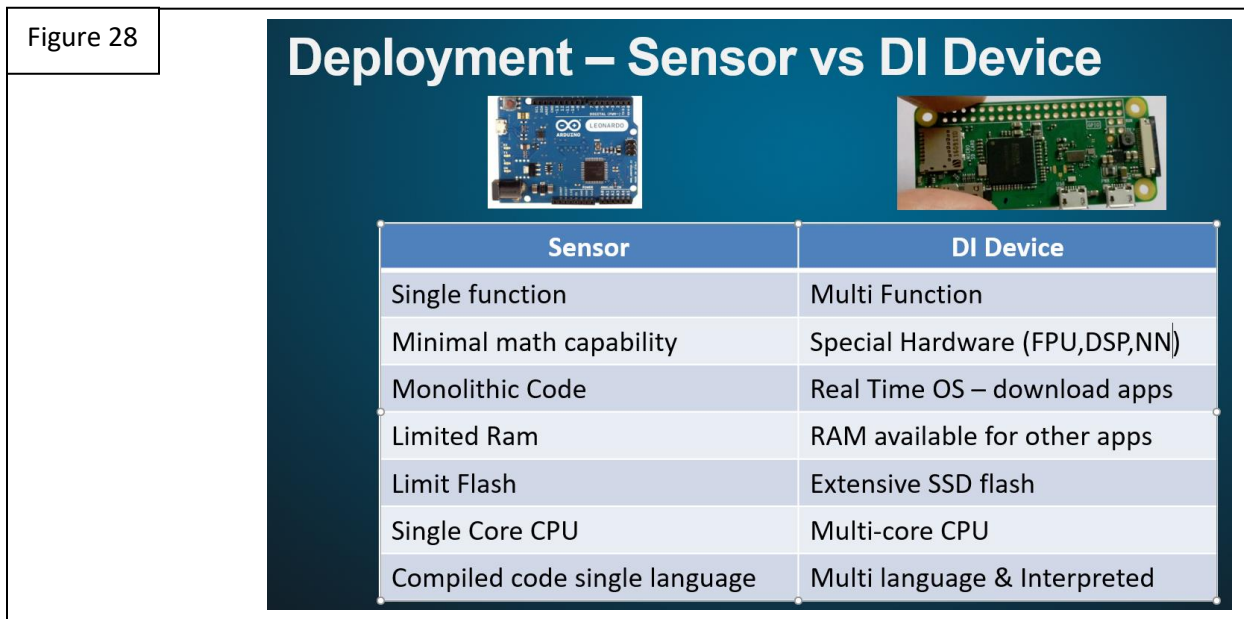 Figure 28
Deployment – Sensor vs DI Device
LEONARDO
ARDUINO
Sensor DI Device
Single function Multi Function
Minimal math capability Special Hardware (FPU,DSP,NN)
Monolithic Code Real Time OS – download apps
Limited Ram RAM available for other apps
Limit Flash Extensive SSD flash
Single Core CPU Multi-core CPU
Compiled code single language Multi language & Interpreted